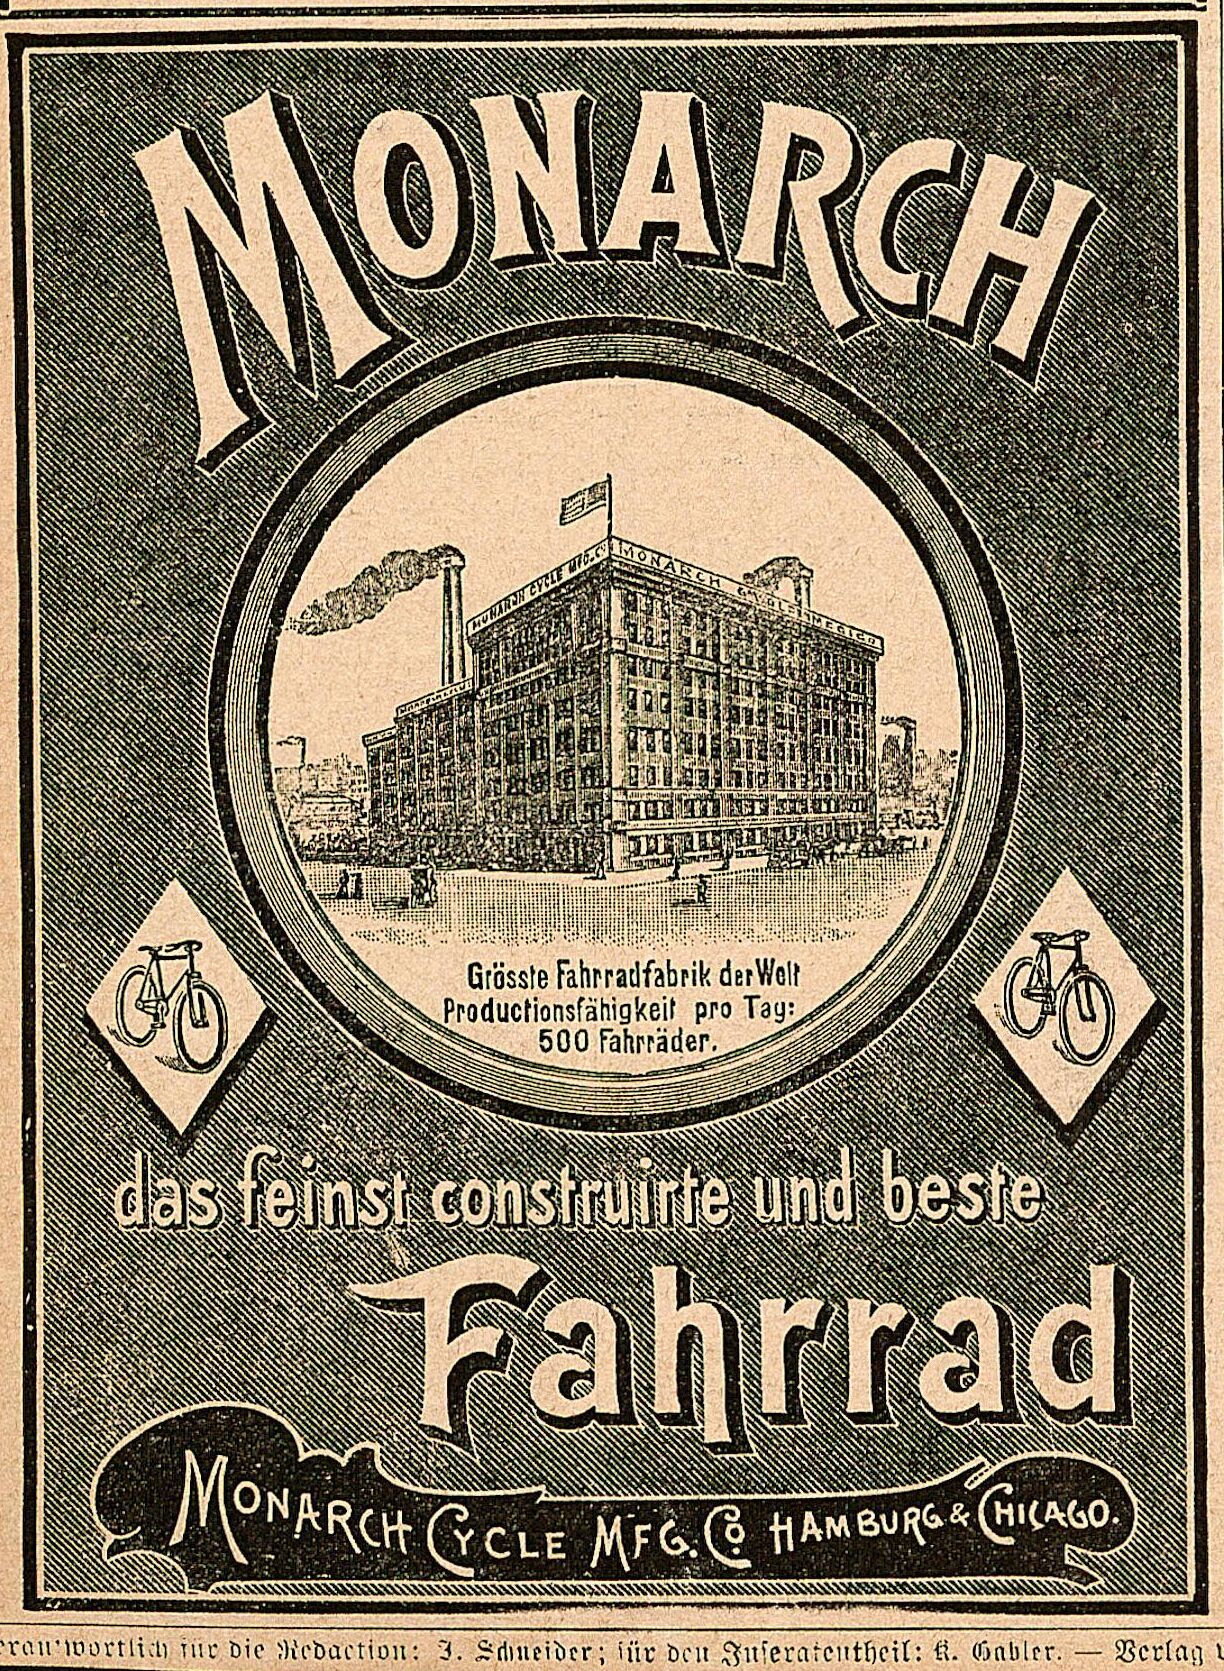 MONARCH
MONARCH CYCLE MFG. CO.
MONARCH
Grösste Fahrradfabrik der Welt
Productionsfähigkeit pro Tag:
500 Fahrräder.
das feinst construirte und beste
Fahrrad
MONARCH CYCLE MFG. CO. HAMBURG & CHICAGO.
für die Redaction: J. Schneider; für den Inseratentheil: K. Gabler. — Verlag